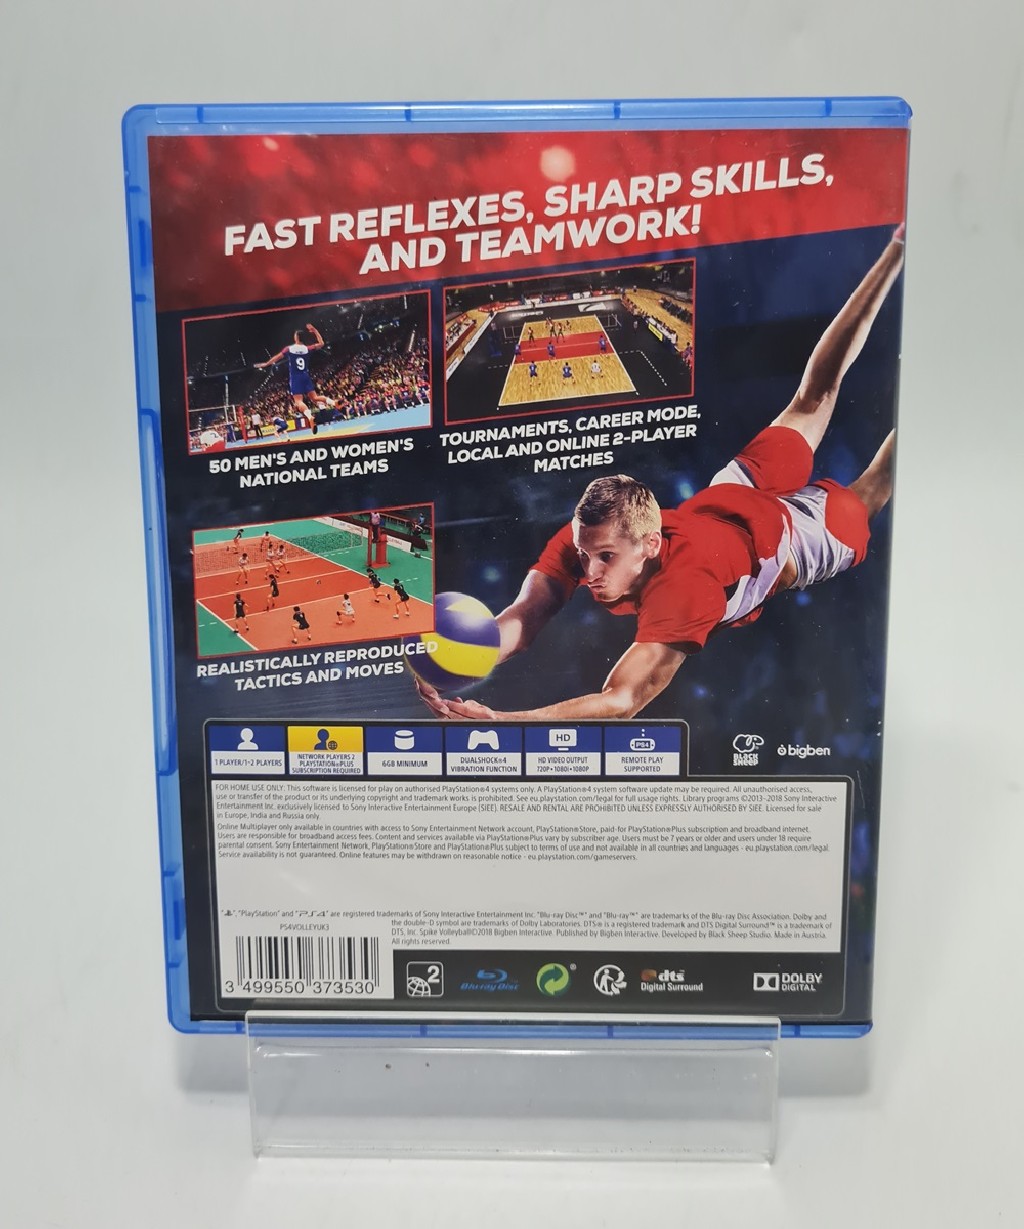 FAST REFLEXES, SHARP SKILLS,
AND TEAMWORK!
9
50 MEN'S AND WOMEN'S
NATIONAL TEAMS
TOURNAMENTS, CAREER MODE,
LOCAL AND ONLINE 2-PLAYER
MATCHES
REALISTICALLY REPRODUCED
TACTICS AND MOVES
1 PLAYER/1-2 PLAYERS
NETWORK PLAYERS 2
PLAYSTATION®PLUS
SUBSCRIPTION REQUIRED
6GB MINIMUM
DUALSHOCK®4
VIBRATION FUNCTION
HD
HD VIDEO OUTPUT
720P • 1080i • 1080P
PS4
REMOTE PLAY
SUPPORTED
BLACK
SHEEP
bigben
FOR HOME USE ONLY: This software is licensed for play on authorised PlayStation®4 systems only. A PlayStation®4 system software update may be required. All unauthorised access,
use or transfer of the product or its underlying copyright and trademark works is prohibited. See eu.playstation.com/legal for full usage rights. Library programs ©2013-2018 Sony Interactive
Entertainment Inc. exclusively licensed to Sony Interactive Entertainment Europe (SIEE). RESALE AND RENTAL ARE PROHIBITED UNLESS EXPRESSLY AUTHORISED BY SIEE. Licensed for sale
in Europe, India and Russia only.
Online Multiplayer only available in countries with access to Sony Entertainment Network account, PlayStation®Store, paid-for PlayStation®Plus subscription and broadband internet.
Users are responsible for broadband access fees. Content and services available via PlayStation®Plus vary by subscriber age. Users must be 7 years or older and users under 18 require
parental consent. Sony Entertainment Network, PlayStation®Store and PlayStation®Plus subject to terms of use and not available in all countries and languages - eu.playstation.com/legal.
Service availability is not guaranteed. Online features may be withdrawn on reasonable notice - eu.playstation.com/gameservers.
" ", "PlayStation" and "PS4" are registered trademarks of Sony Interactive Entertainment Inc. "Blu-ray Disc™" and "Blu-ray™" are trademarks of the Blu-ray Disc Association. Dolby and
the double-D symbol are trademarks of Dolby Laboratories. DTS® is a registered trademark and DTS Digital Surround™ is a trademark of
DTS, Inc. Spike Volleyball©2018 Bigben Interactive. Published by Bigben Interactive. Developed by Black Sheep Studio. Made in Austria.
All rights reserved.
PS4VOLLEYUK3
3 499550 373530
2
Blu-ray Disc
®
dts
Digital Surround
DOLBY
DIGITAL